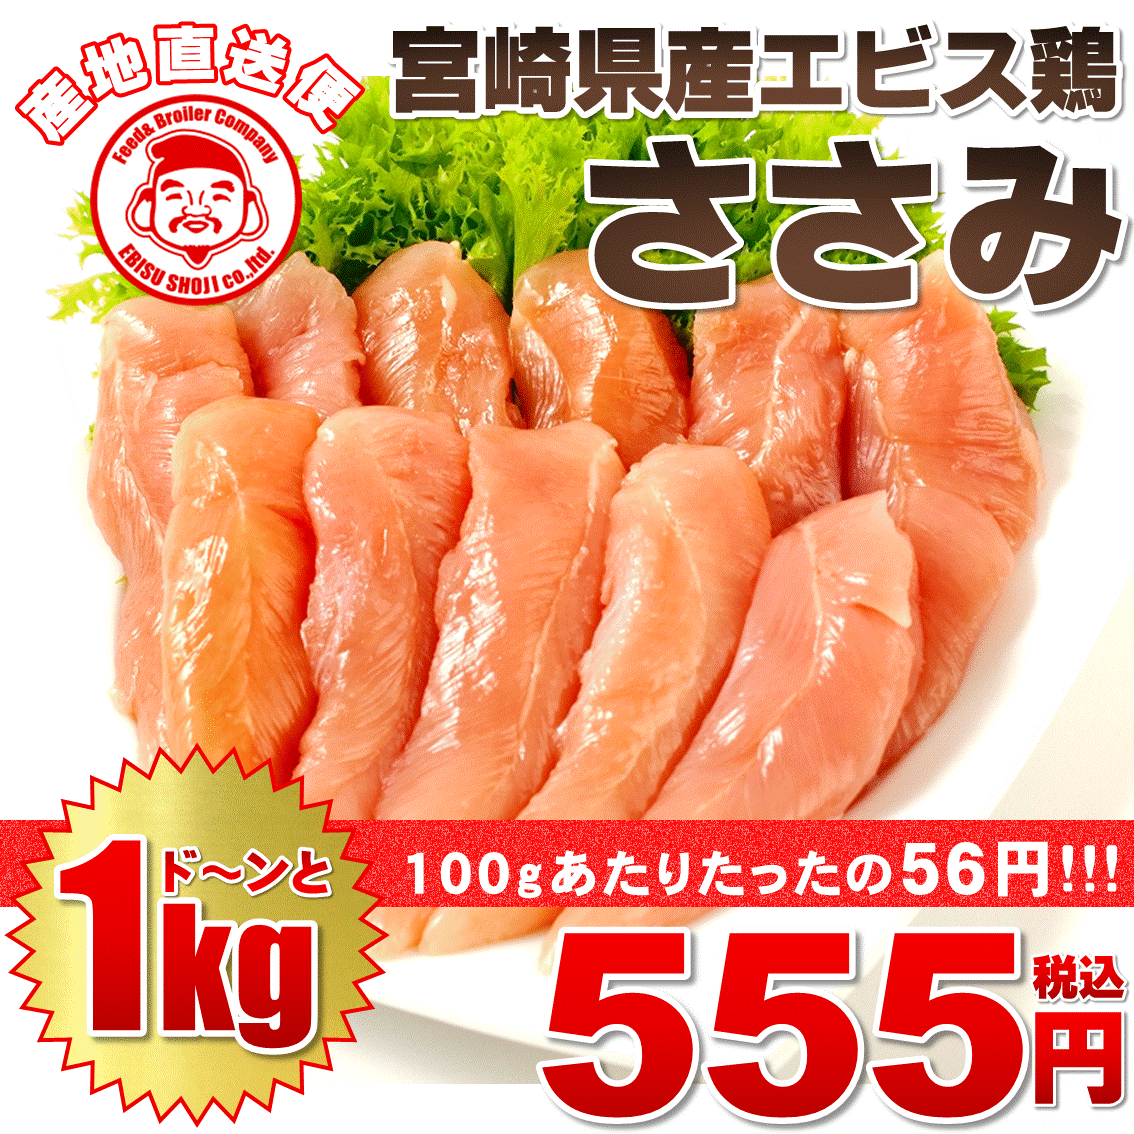 産地直送便
Feed& Broiler Company
EBISU SHOJI co.,ltd.
宮崎県産エビス鶏
ささみ
ド〜ンと
1kg
100gあたりたったの56円!!!
555円
税込